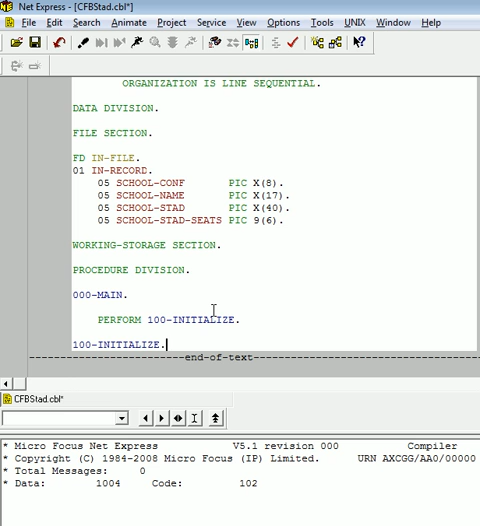 Net Express - [CFBStad.cbl*]
File Edit Search Animate Project Service View Options Tools UNIX Window Help
ORGANIZATION IS LINE SEQUENTIAL.
DATA DIVISION.
FILE SECTION.
FD IN-FILE.
01 IN-RECORD.
05 SCHOOL-CONF PIC X(8).
05 SCHOOL-NAME PIC X(17).
05 SCHOOL-STAD PIC X(40).
05 SCHOOL-STAD-SEATS PIC 9(6).
WORKING-STORAGE SECTION.
PROCEDURE DIVISION.
000-MAIN.
PERFORM 100-INITIALIZE.
100-INITIALIZE.
end-of-text
CFBStad.cbl*
* Micro Focus Net Express V5.1 revision 000 Compiler
* Copyright (C) 1984-2008 Micro Focus (IP) Limited. URN AXCGG/AA0/00000
* Total Messages: 0
* Data: 1004 Code: 102